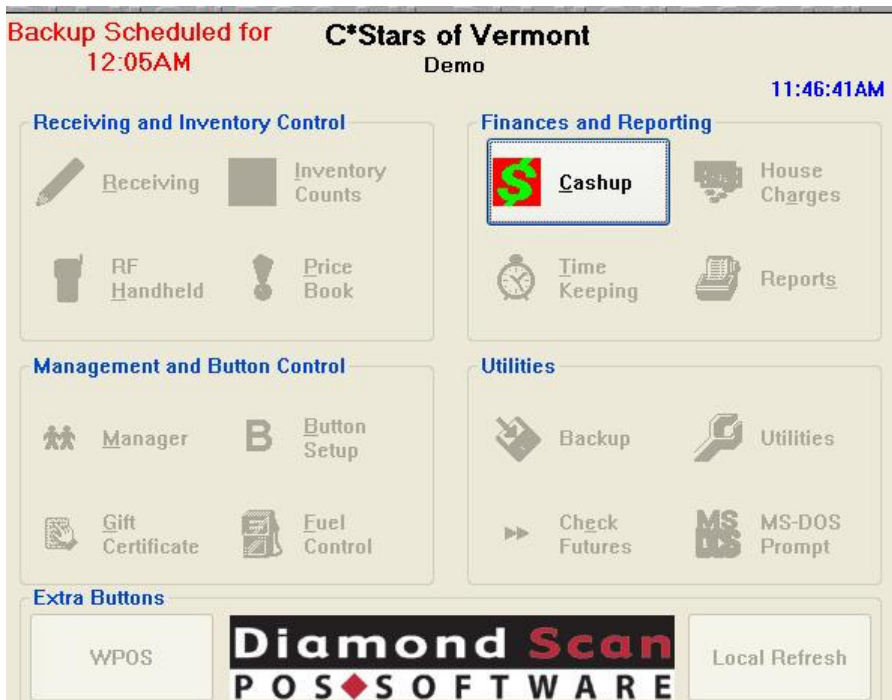 Backup Scheduled for
12:05AM
C*Stars of Vermont
Demo
11:46:41AM
Receiving and Inventory Control
Receiving
Inventory
Counts
RF
Handheld
Price
Book
Finances and Reporting
Cashup
House
Charges
Time
Keeping
Reports
Management and Button Control
Manager
B
Button
Setup
Gift
Certificate
Fuel
Control
Utilities
Backup
Utilities
Check
Futures
MS
DOS
MS-DOS
Prompt
Extra Buttons
WPOS
Diamond Scan
POS SOFTWARE
Local Refresh